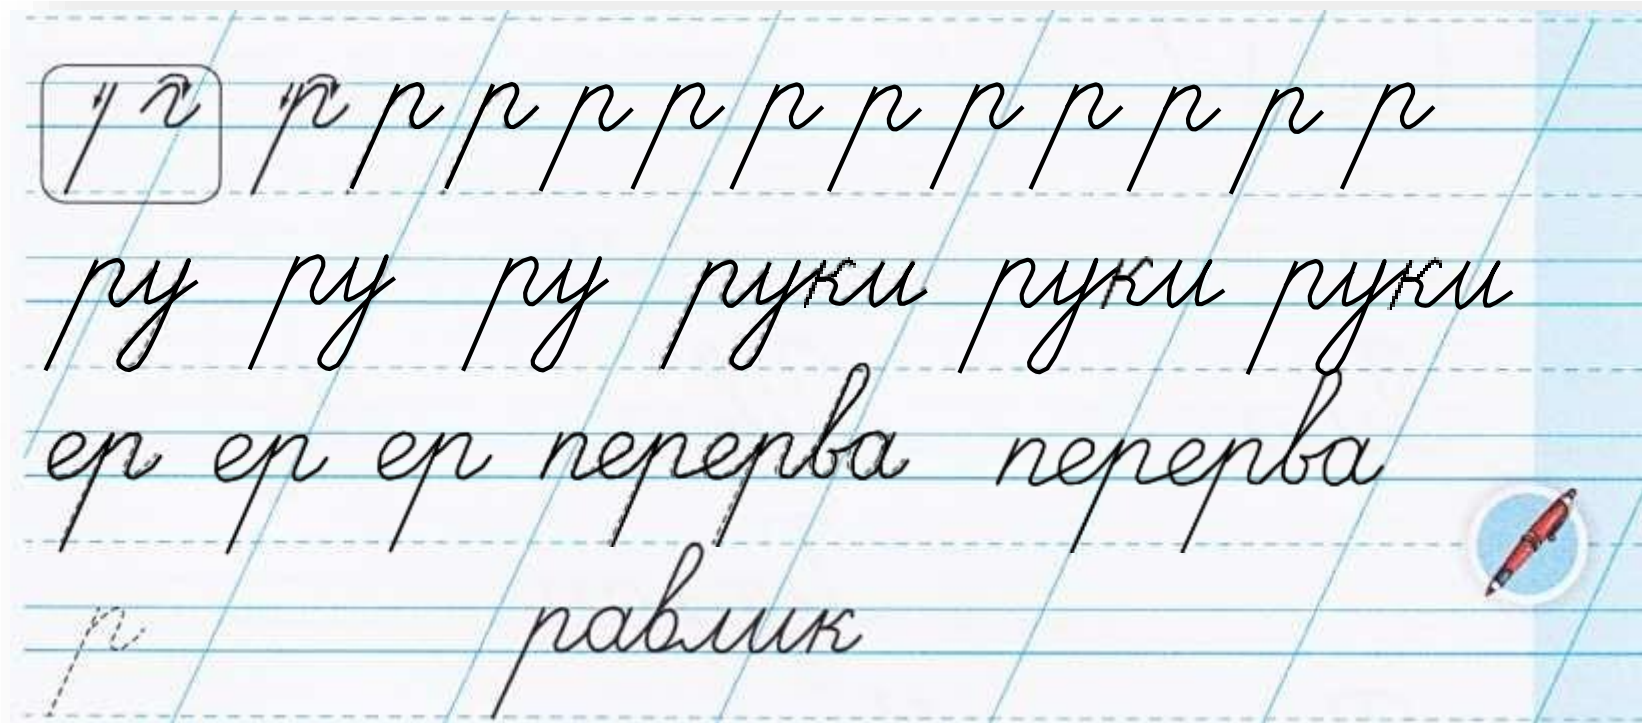 р р р р р р р р р р р р
ру ру ру руки руки руки
ер ер ер перерва перерва
р равлик